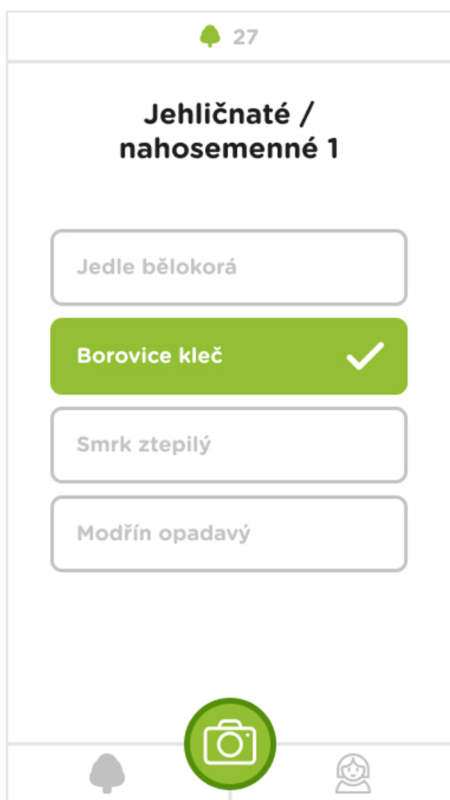 27
Jehličnaté /
nahosemenné 1
Jedle bělokorá
Borovice kleč
Smrk ztepilý
Modřín opadavý